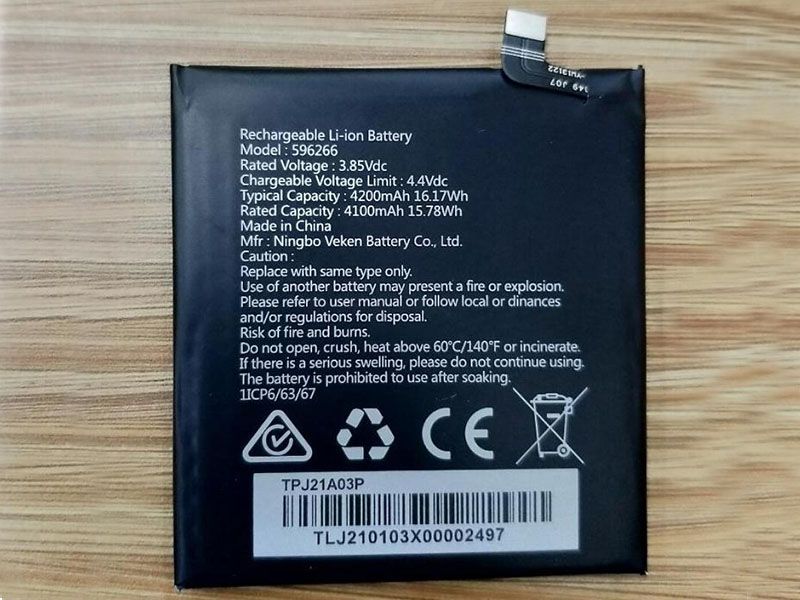 YU13122
149 J07
Rechargeable Li-ion Battery
Model : 596266
Rated Voltage : 3.85Vdc
Chargeable Voltage Limit : 4.4Vdc
Typical Capacity : 4200mAh 16.17Wh
Rated Capacity : 4100mAh 15.78Wh
Made in China
Mfr : Ningbo Veken Battery Co., Ltd.
Caution :
Replace with same type only.
Use of another battery may present a fire or explosion.
Please refer to user manual or follow local or dinances
and/or regulations for disposal.
Risk of fire and burns.
Do not open, crush, heat above 60°C/140°F or incinerate.
If there is a serious swelling, please do not continue using.
The battery is prohibited to use after soaking.
1ICP6/63/67
CE
TPJ21A03P
TLJ210103X00002497